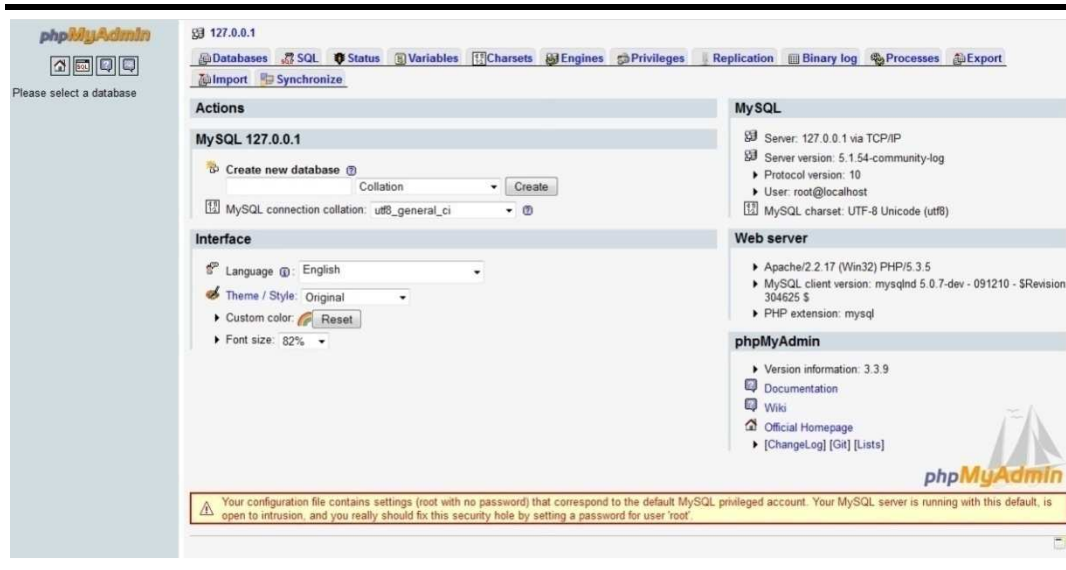 phpMyAdmin
Please select a database
127.0.0.1
Databases SQL Status Variables Charsets Engines Privileges Replication Binary log Processes Export
Import Synchronize
Actions
MySQL 127.0.0.1
Create new database
Collation Create
MySQL connection collation: utf8_general_ci
Interface
Language : English
Theme / Style: Original
Custom color: Reset
Font size: 82%
MySQL
Server: 127.0.0.1 via TCP/IP
Server version: 5.1.54-community-log
Protocol version: 10
User: root@localhost
MySQL charset: UTF-8 Unicode (utf8)
Web server
Apache/2.2.17 (Win32) PHP/5.3.5
MySQL client version: mysqlnd 5.0.7-dev - 091210 - $Revision
304625 $
PHP extension: mysql
phpMyAdmin
Version information: 3.3.9
Documentation
Wiki
Official Homepage
[ChangeLog] [Git] [Lists]
phpMyAdmin
Your configuration file contains settings (root with no password) that correspond to the default MySQL privileged account. Your MySQL server is running with this default, is
open to intrusion, and you really should fix this security hole by setting a password for user 'root'.